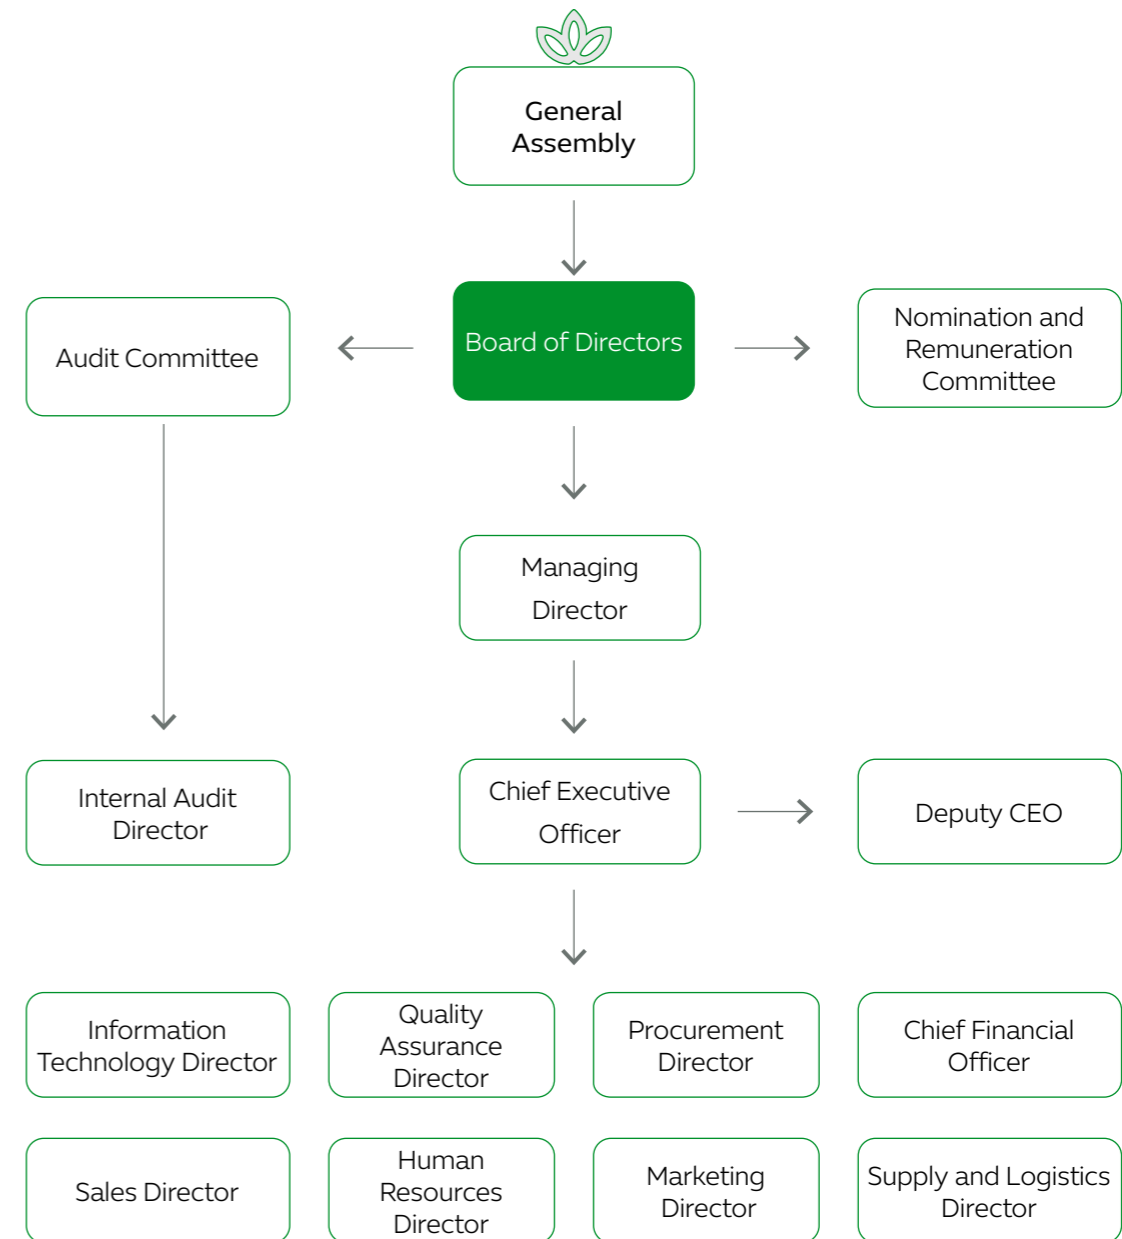 General
Assembly
Audit Committee
Board of Directors
Nomination and
Remuneration
Committee
Managing
Director
Internal Audit
Director
Chief Executive
Officer
Deputy CEO
Information
Technology Director
Quality
Assurance
Director
Procurement
Director
Chief Financial
Officer
Sales Director
Human
Resources
Director
Marketing
Director
Supply and Logistics
Director